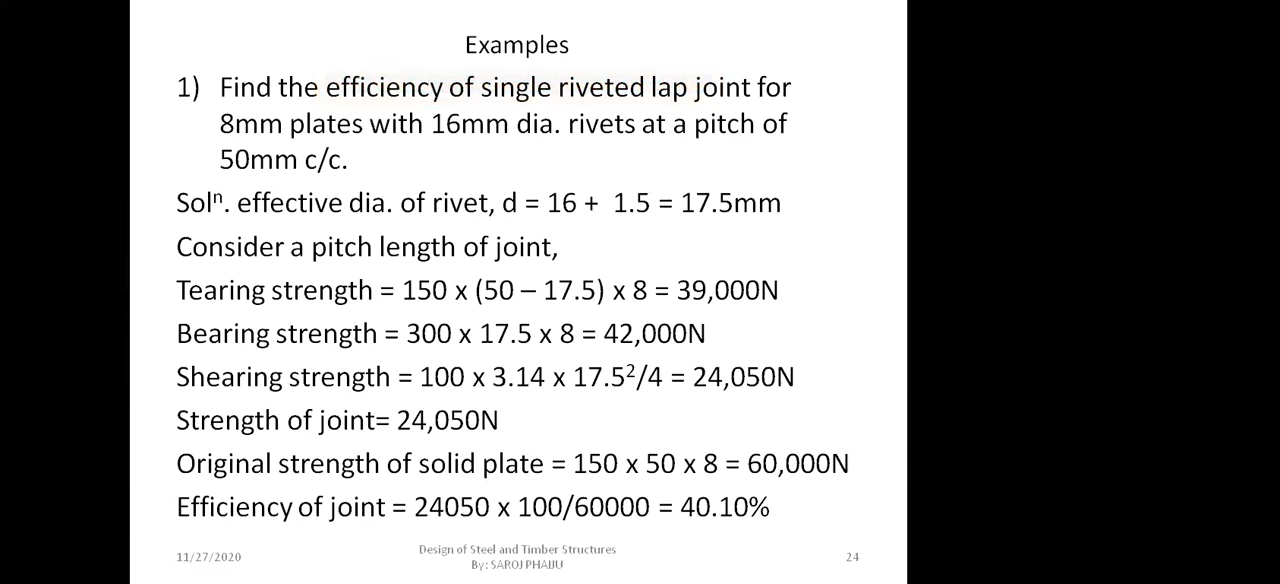 Examples
1) Find the efficiency of single riveted lap joint for
8mm plates with 16mm dia. rivets at a pitch of
50mm c/c.
Solⁿ. effective dia. of rivet, d = 16 + 1.5 = 17.5mm
Consider a pitch length of joint,
Tearing strength = 150 x (50 – 17.5) x 8 = 39,000N
Bearing strength = 300 x 17.5 x 8 = 42,000N
Shearing strength = 100 x 3.14 x 17.5²/4 = 24,050N
Strength of joint= 24,050N
Original strength of solid plate = 150 x 50 x 8 = 60,000N
Efficiency of joint = 24050 x 100/60000 = 40.10%
11/27/2020
Design of Steel and Timber Structures
By: SAROJ PHAIJU
24